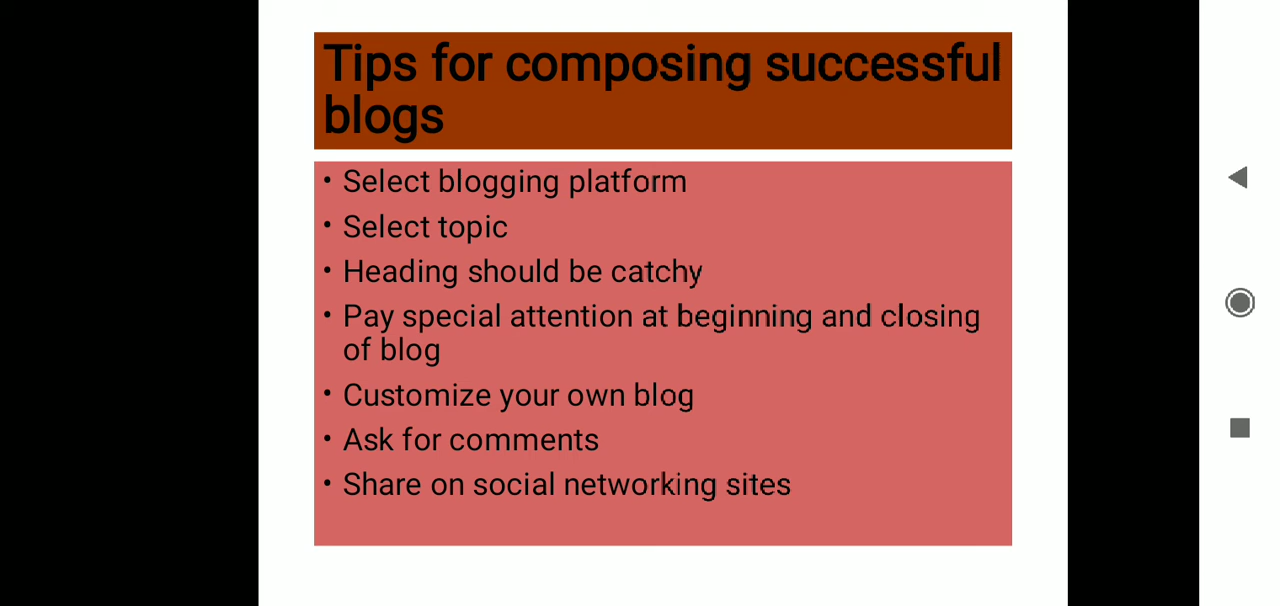 Tips for composing successful
blogs
• Select blogging platform
• Select topic
• Heading should be catchy
• Pay special attention at beginning and closing
of blog
• Customize your own blog
• Ask for comments
• Share on social networking sites